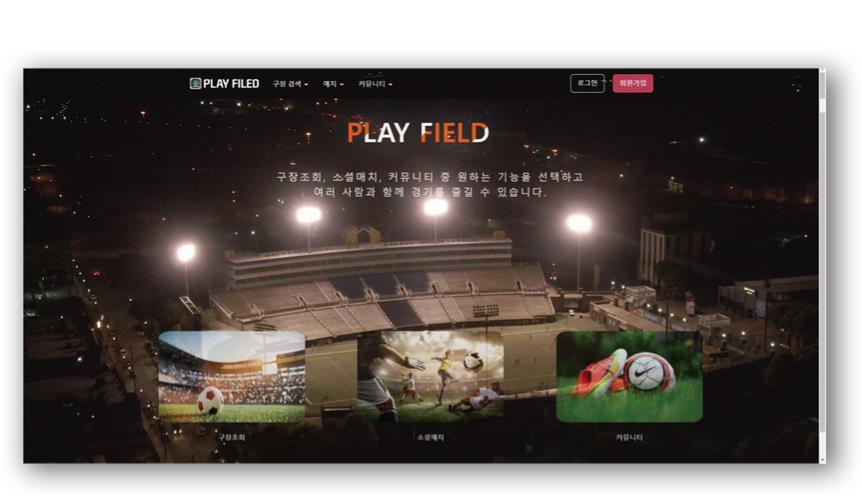 PLAY FILED 구장 검색 매치 커뮤니티 로그인 회원가입
PLAY FIELD
구장조회, 소셜매치, 커뮤니티 중 원하는 기능을 선택하고
여러 사람과 함께 경기를 즐길 수 있습니다.
구장조회 소셜매치 커뮤니티